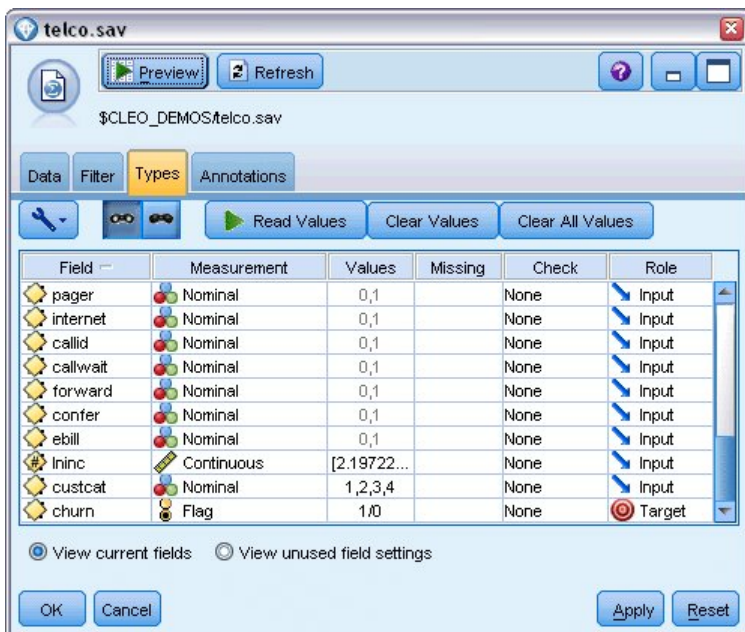 telco.sav
Preview Refresh
$CLEO_DEMOS/telco.sav
Data Filter Types Annotations
Read Values Clear Values Clear All Values
Field Measurement Values Missing Check Role
pager Nominal 0,1 None Input
internet Nominal 0,1 None Input
callid Nominal 0,1 None Input
callwait Nominal 0,1 None Input
forward Nominal 0,1 None Input
confer Nominal 0,1 None Input
ebill Nominal 0,1 None Input
lninc Continuous [2.19722... None Input
custcat Nominal 1,2,3,4 None Input
churn Flag 1/0 None Target
View current fields View unused field settings
OK Cancel Apply Reset